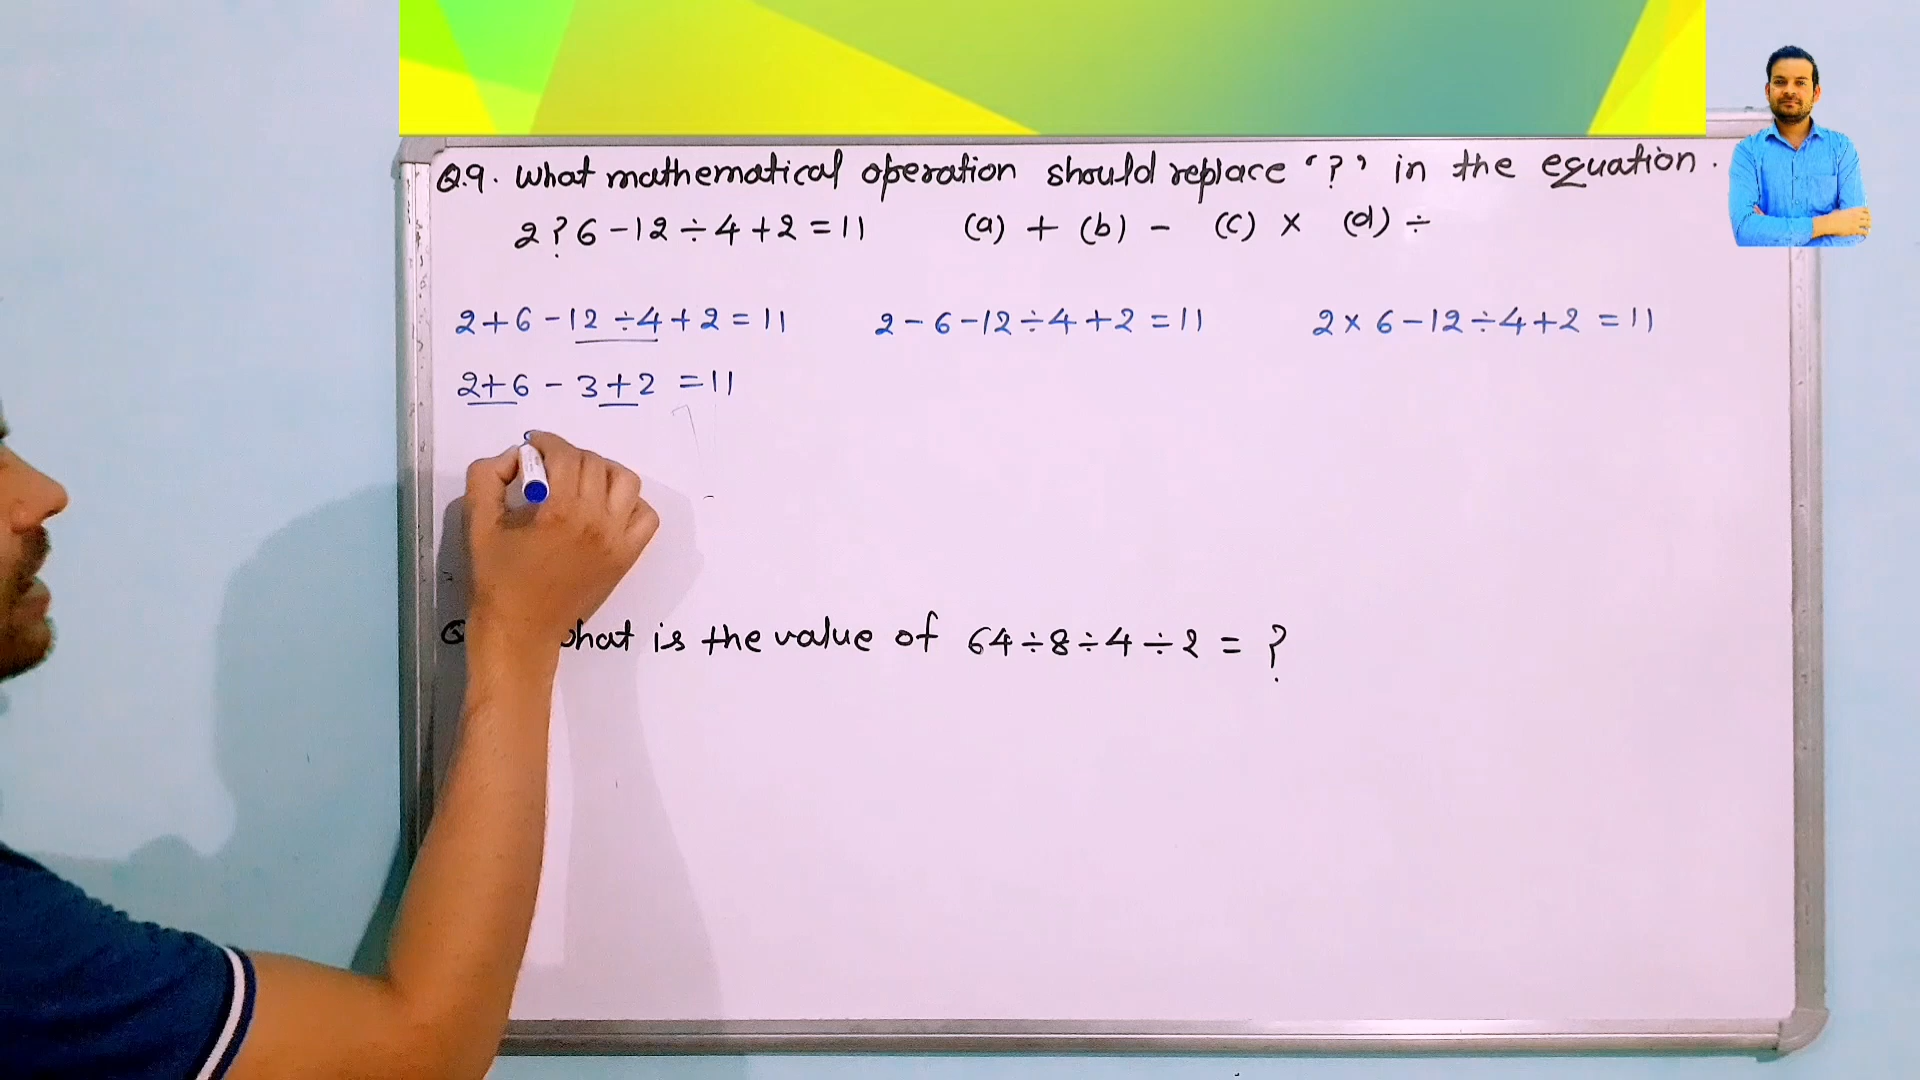 Q.9. What mathematical operation should replace '?' in the equation.
2 ? 6 - 12 ÷ 4 + 2 = 11 (a) + (b) - (c) × (d) ÷
2 + 6 - 12 ÷ 4 + 2 = 11
2 + 6 - 3 + 2 = 11
2 - 6 - 12 ÷ 4 + 2 = 11
2 × 6 - 12 ÷ 4 + 2 = 11
what is the value of 64 ÷ 8 ÷ 4 ÷ 2 = ?